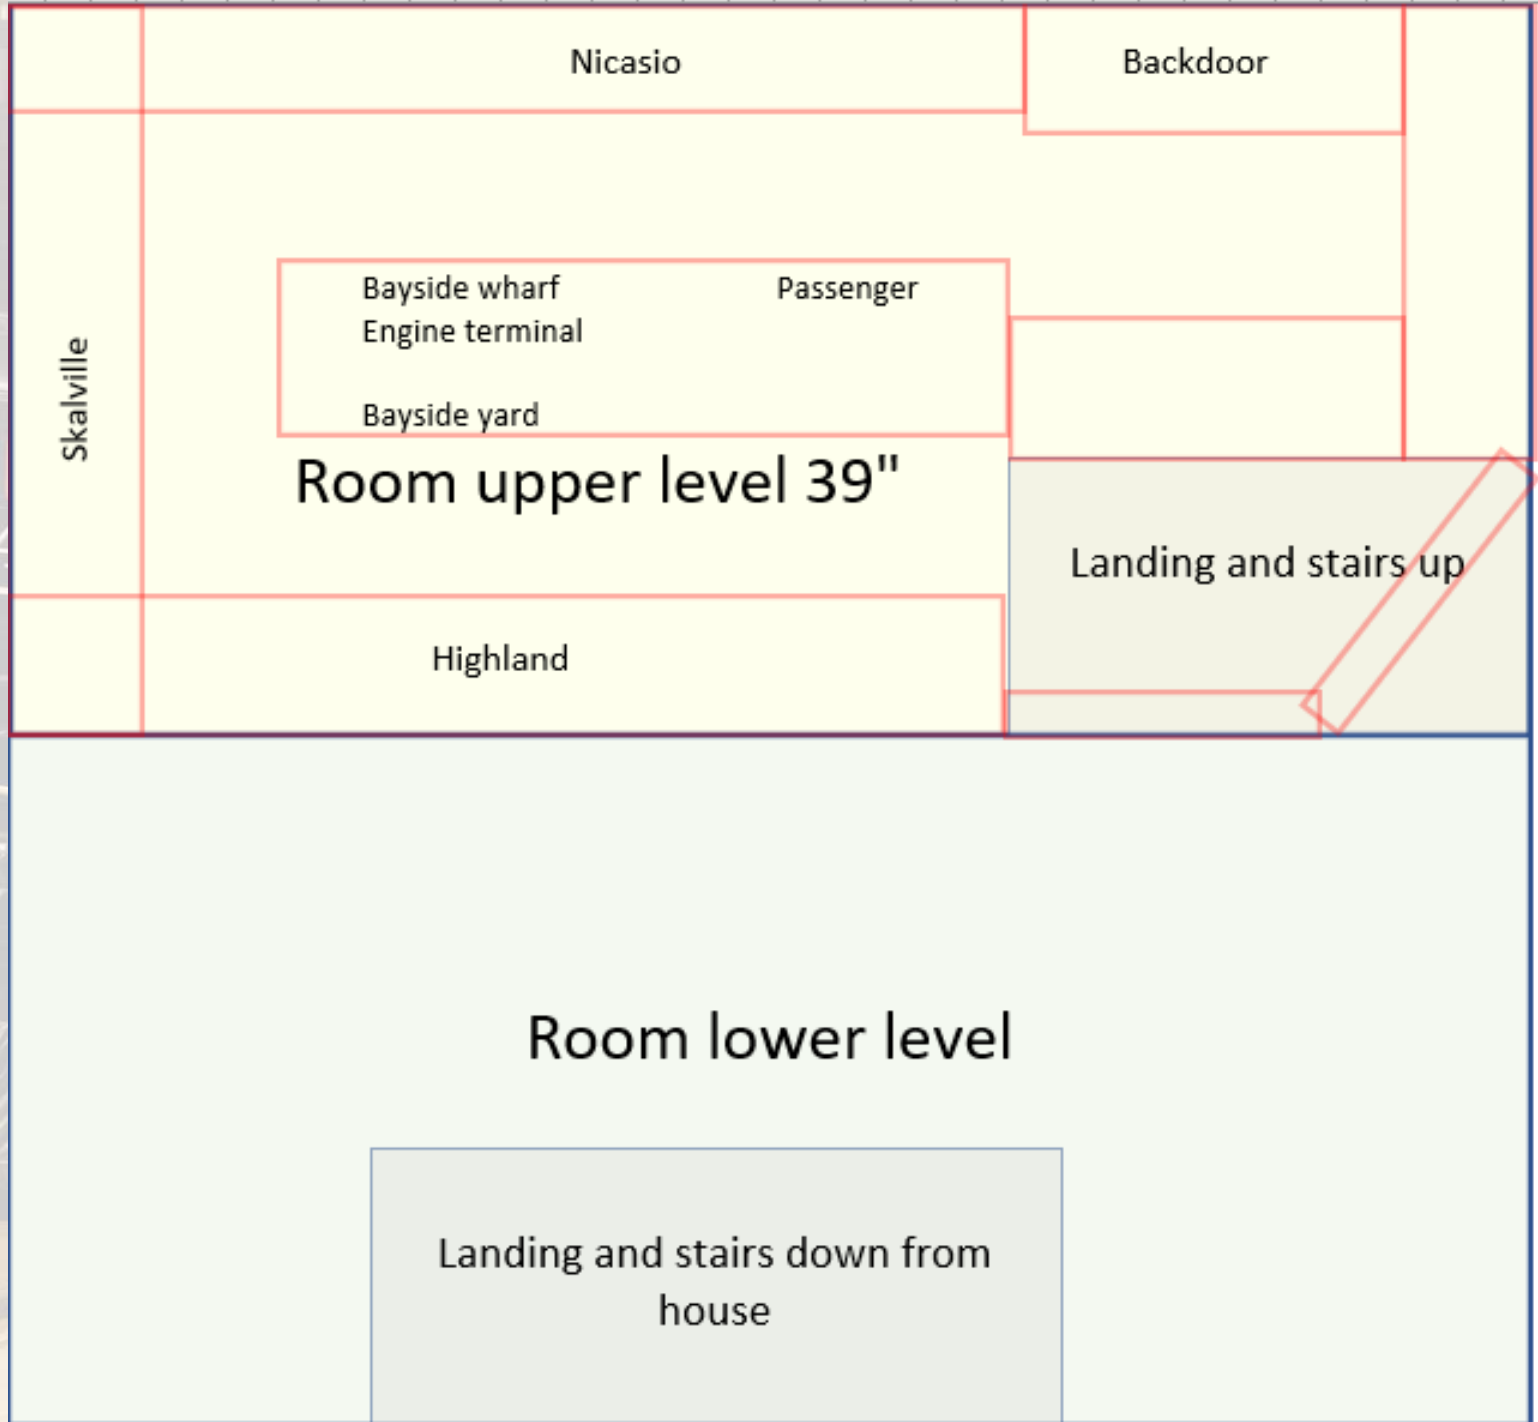 Nicasio
Backdoor
Bayside wharf
Passenger
Engine terminal
Skalville
Bayside yard
Room upper level 39"
Landing and stairs up
Highland
Room lower level
Landing and stairs down from
house